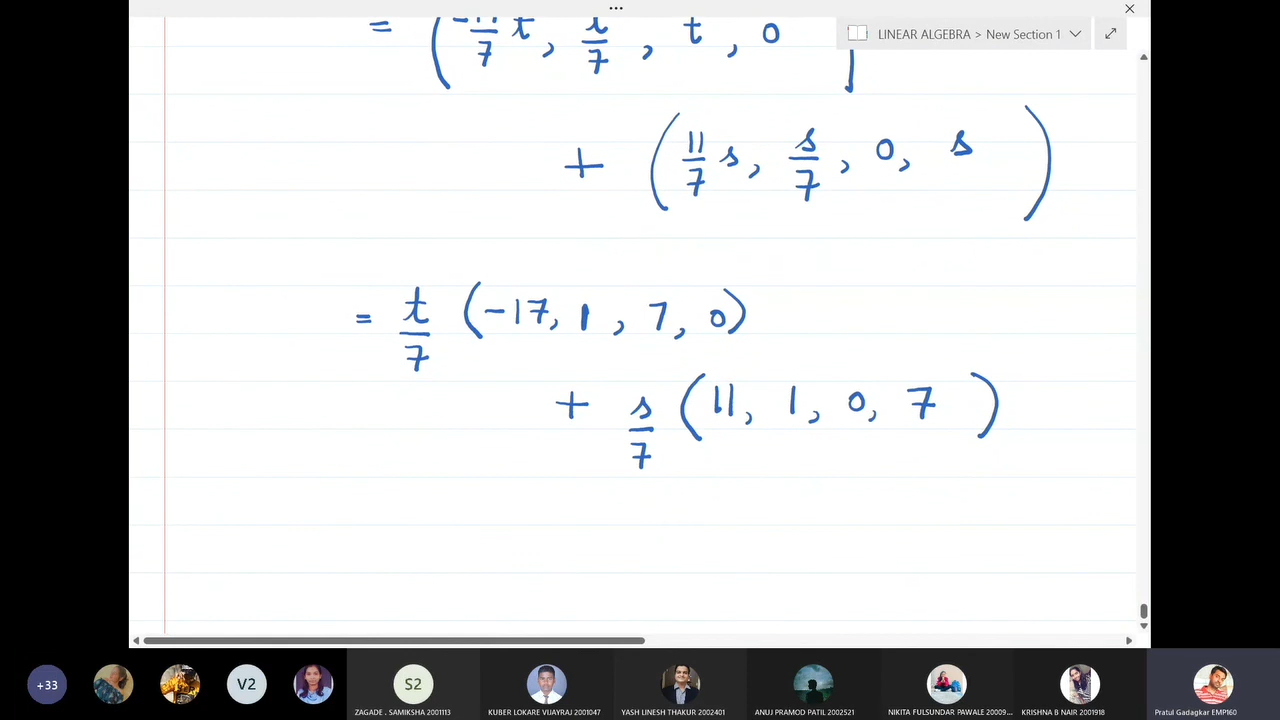 LINEAR ALGEBRA > New Section 1
= ( t/7 , t , 0 )
+ ( 11/7 s, s/7 , 0, s )
= t/7 (-17, 1 , 7, 0)
+ s/7 ( 11, 1, 0, 7 )
+33 V2 S2
ZAGADE . SAMIKSHA 2001113 KUBER LOKARE VIJAYRAJ 2001047 YASH LINESH THAKUR 2002401 ANUJ PRAMOD PATIL 2002521 NIKITA FULSUNDAR PAWALE 20009... KRISHNA B NAIR 2001918 Pratul Gadagkar EMP160